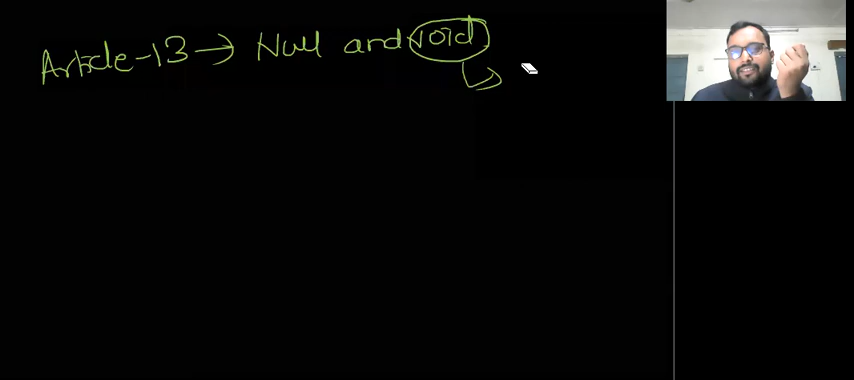 Article-13 → Null and void